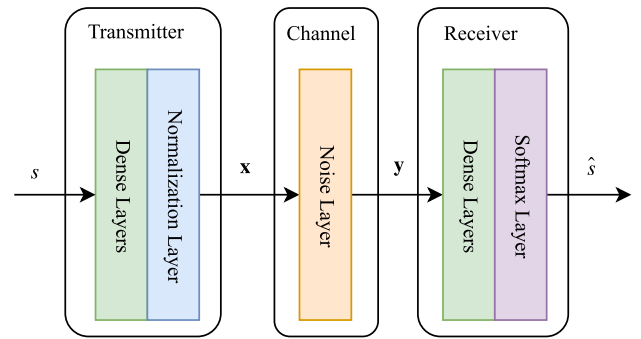 Transmitter
Channel
Receiver
s
Dense Layers
Normalization Layer
x
Noise Layer
y
Dense Layers
Softmax Layer
ŝ